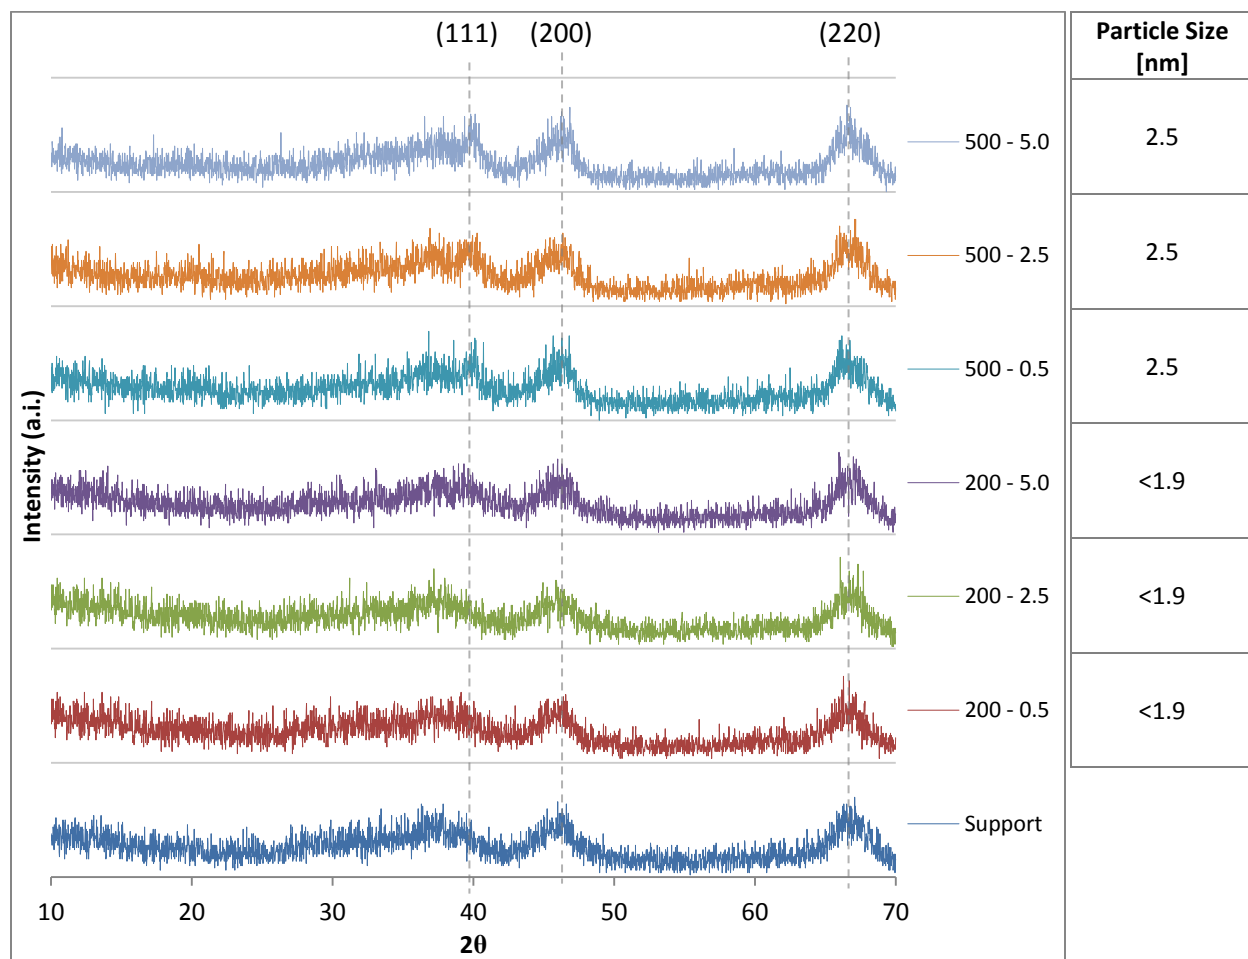 (111) (200) (220)
Particle Size
[nm]
500 - 5.0
2.5
500 - 2.5
2.5
500 - 0.5
2.5
200 - 5.0
<1.9
200 - 2.5
<1.9
200 - 0.5
<1.9
Support
Intensity (a.i.)
10 20 30 40 50 60 70
2θ